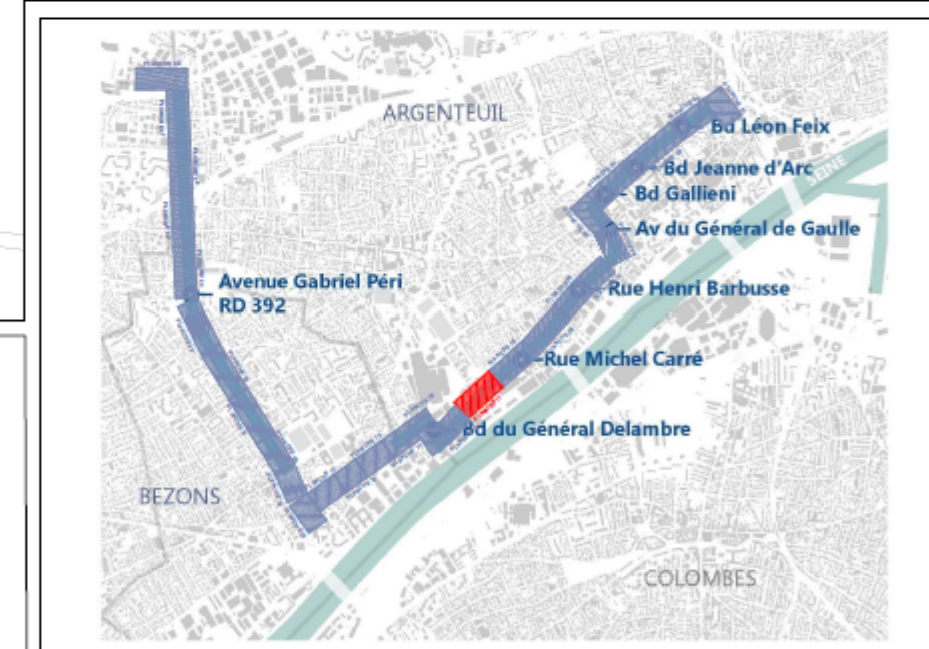 ARGENTEUIL
Bd Léon Feix
Bd Jeanne d'Arc
SEINE
Bd Gallieni
Av du Général de Gaulle
Avenue Gabriel Péri
RD 392
Rue Henri Barbusse
Rue Michel Carré
Bd du Général Delambre
BEZONS
COLOMBES